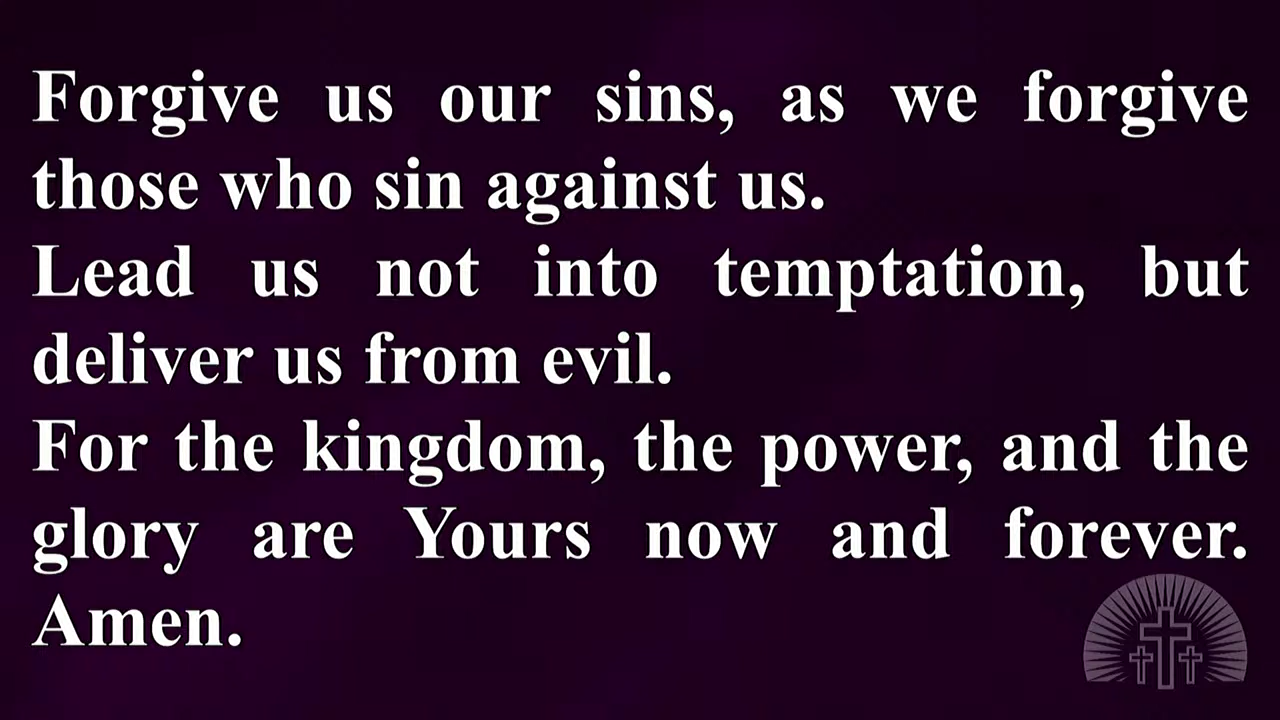 Forgive us our sins, as we forgive
those who sin against us.
Lead us not into temptation, but
deliver us from evil.
For the kingdom, the power, and the
glory are Yours now and forever.
Amen.